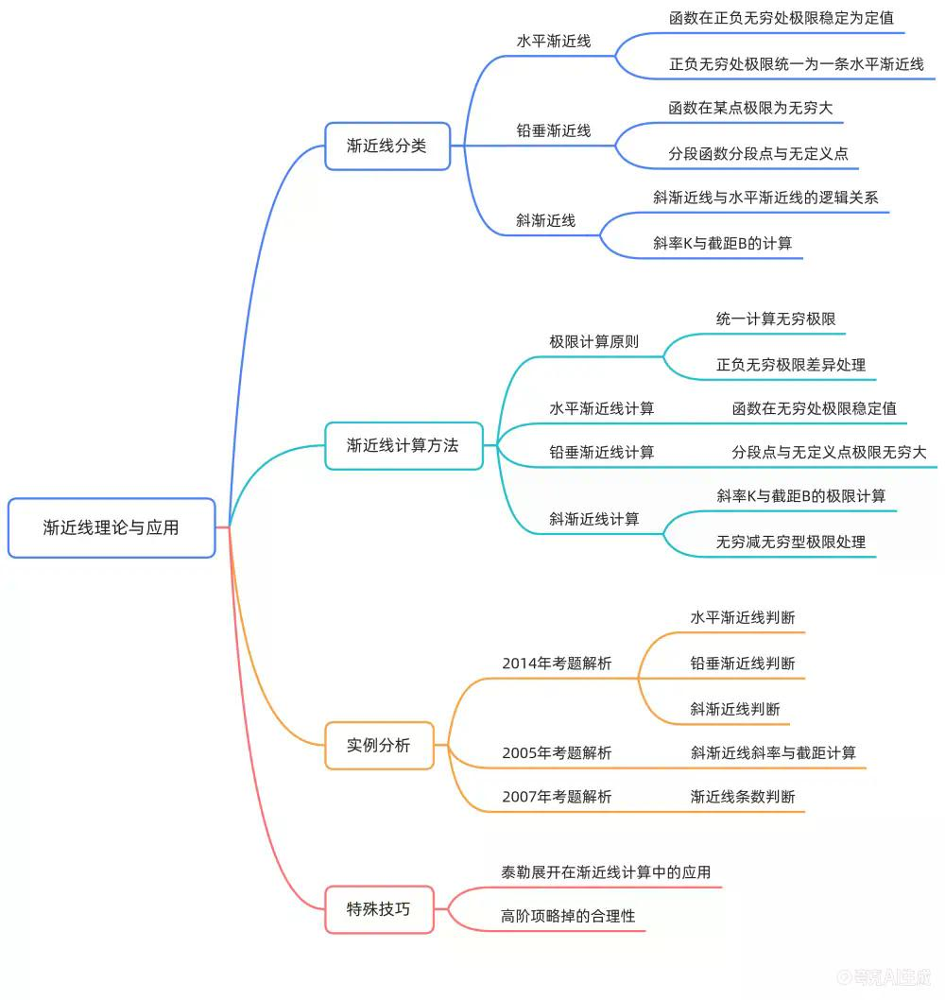 渐近线理论与应用
渐近线分类
水平渐近线
函数在正负无穷处极限稳定为定值
正负无穷处极限统一为一条水平渐近线
铅垂渐近线
函数在某点极限为无穷大
分段函数分段点与无定义点
斜渐近线
斜渐近线与水平渐近线的逻辑关系
斜率K与截距B的计算
渐近线计算方法
极限计算原则
统一计算无穷极限
正负无穷极限差异处理
水平渐近线计算
函数在无穷处极限稳定值
铅垂渐近线计算
分段点与无定义点极限无穷大
斜渐近线计算
斜率K与截距B的极限计算
无穷减无穷型极限处理
实例分析
2014年考题解析
水平渐近线判断
铅垂渐近线判断
斜渐近线判断
2005年考题解析
斜渐近线斜率与截距计算
2007年考题解析
渐近线条数判断
特殊技巧
泰勒展开在渐近线计算中的应用
高阶项略掉的合理性
夸克AI生成